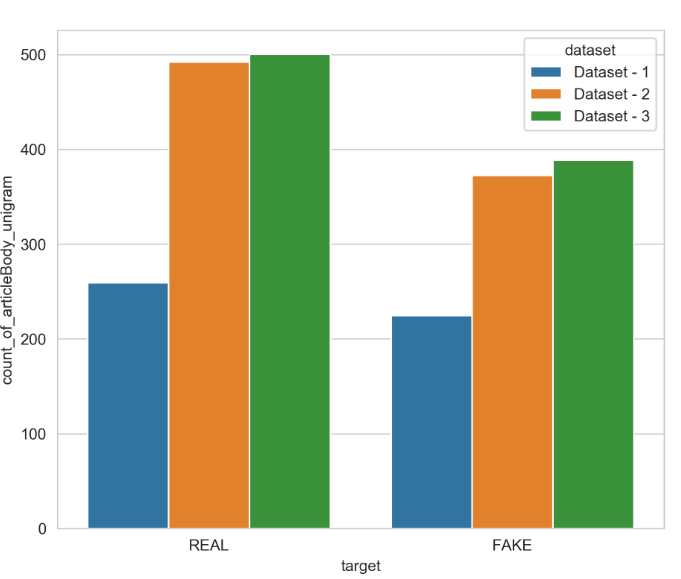 500
400
300
200
100
0
count_of_articleBody_unigram
dataset
Dataset - 1
Dataset - 2
Dataset - 3
REAL
FAKE
target